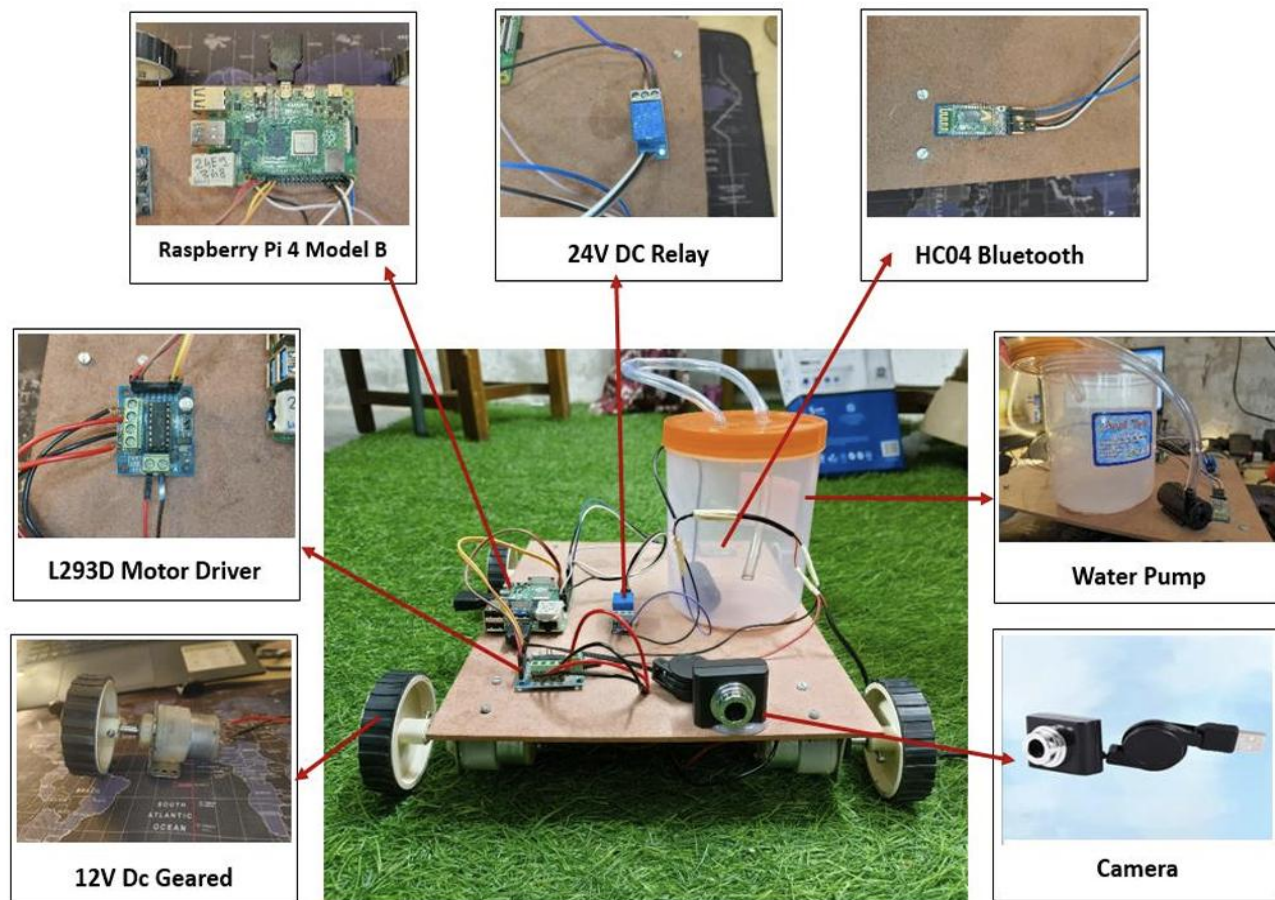 Raspberry Pi 4 Model B
24V DC Relay
HC04 Bluetooth
L293D Motor Driver
Water Pump
12V Dc Geared
Camera
SOUTH
ATLANTIC
OCEAN